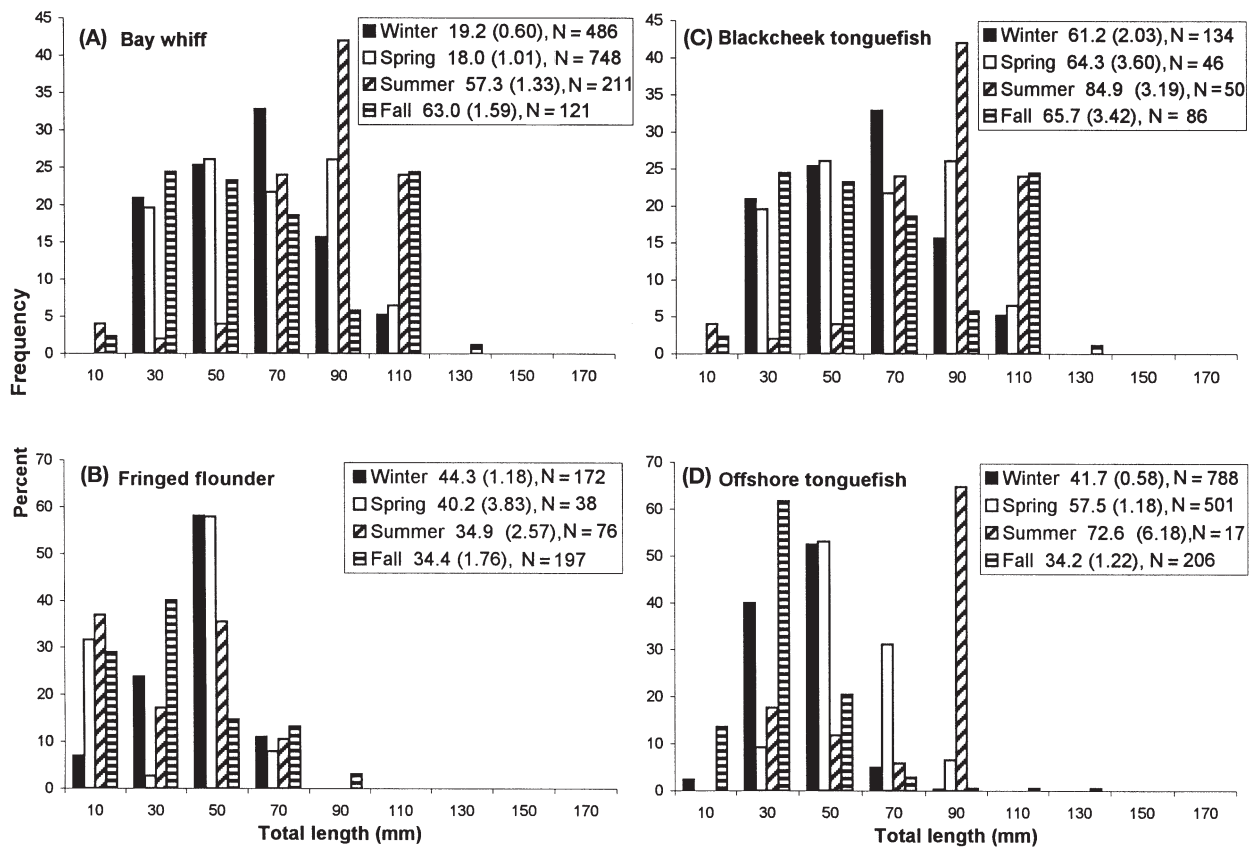 (A) Bay whiff
Winter 19.2 (0.60), N = 486
Spring 18.0 (1.01), N = 748
Summer 57.3 (1.33), N = 211
Fall 63.0 (1.59), N = 121
45
40
35
30
25
20
15
10
5
0
10 30 50 70 90 110 130 150 170
(C) Blackcheek tonguefish
Winter 61.2 (2.03), N = 134
Spring 64.3 (3.60), N = 46
Summer 84.9 (3.19), N = 50
Fall 65.7 (3.42), N = 86
45
40
35
30
25
20
15
10
5
0
10 30 50 70 90 110 130 150 170
Percent Frequency
(B) Fringed flounder
Winter 44.3 (1.18), N = 172
Spring 40.2 (3.83), N = 38
Summer 34.9 (2.57), N = 76
Fall 34.4 (1.76), N = 197
70
60
50
40
30
20
10
0
10 30 50 70 90 110 130 150 170
Total length (mm)
(D) Offshore tonguefish
Winter 41.7 (0.58), N = 788
Spring 57.5 (1.18), N = 501
Summer 72.6 (6.18), N = 17
Fall 34.2 (1.22), N = 206
70
60
50
40
30
20
10
0
10 30 50 70 90 110 130 150 170
Total length (mm)